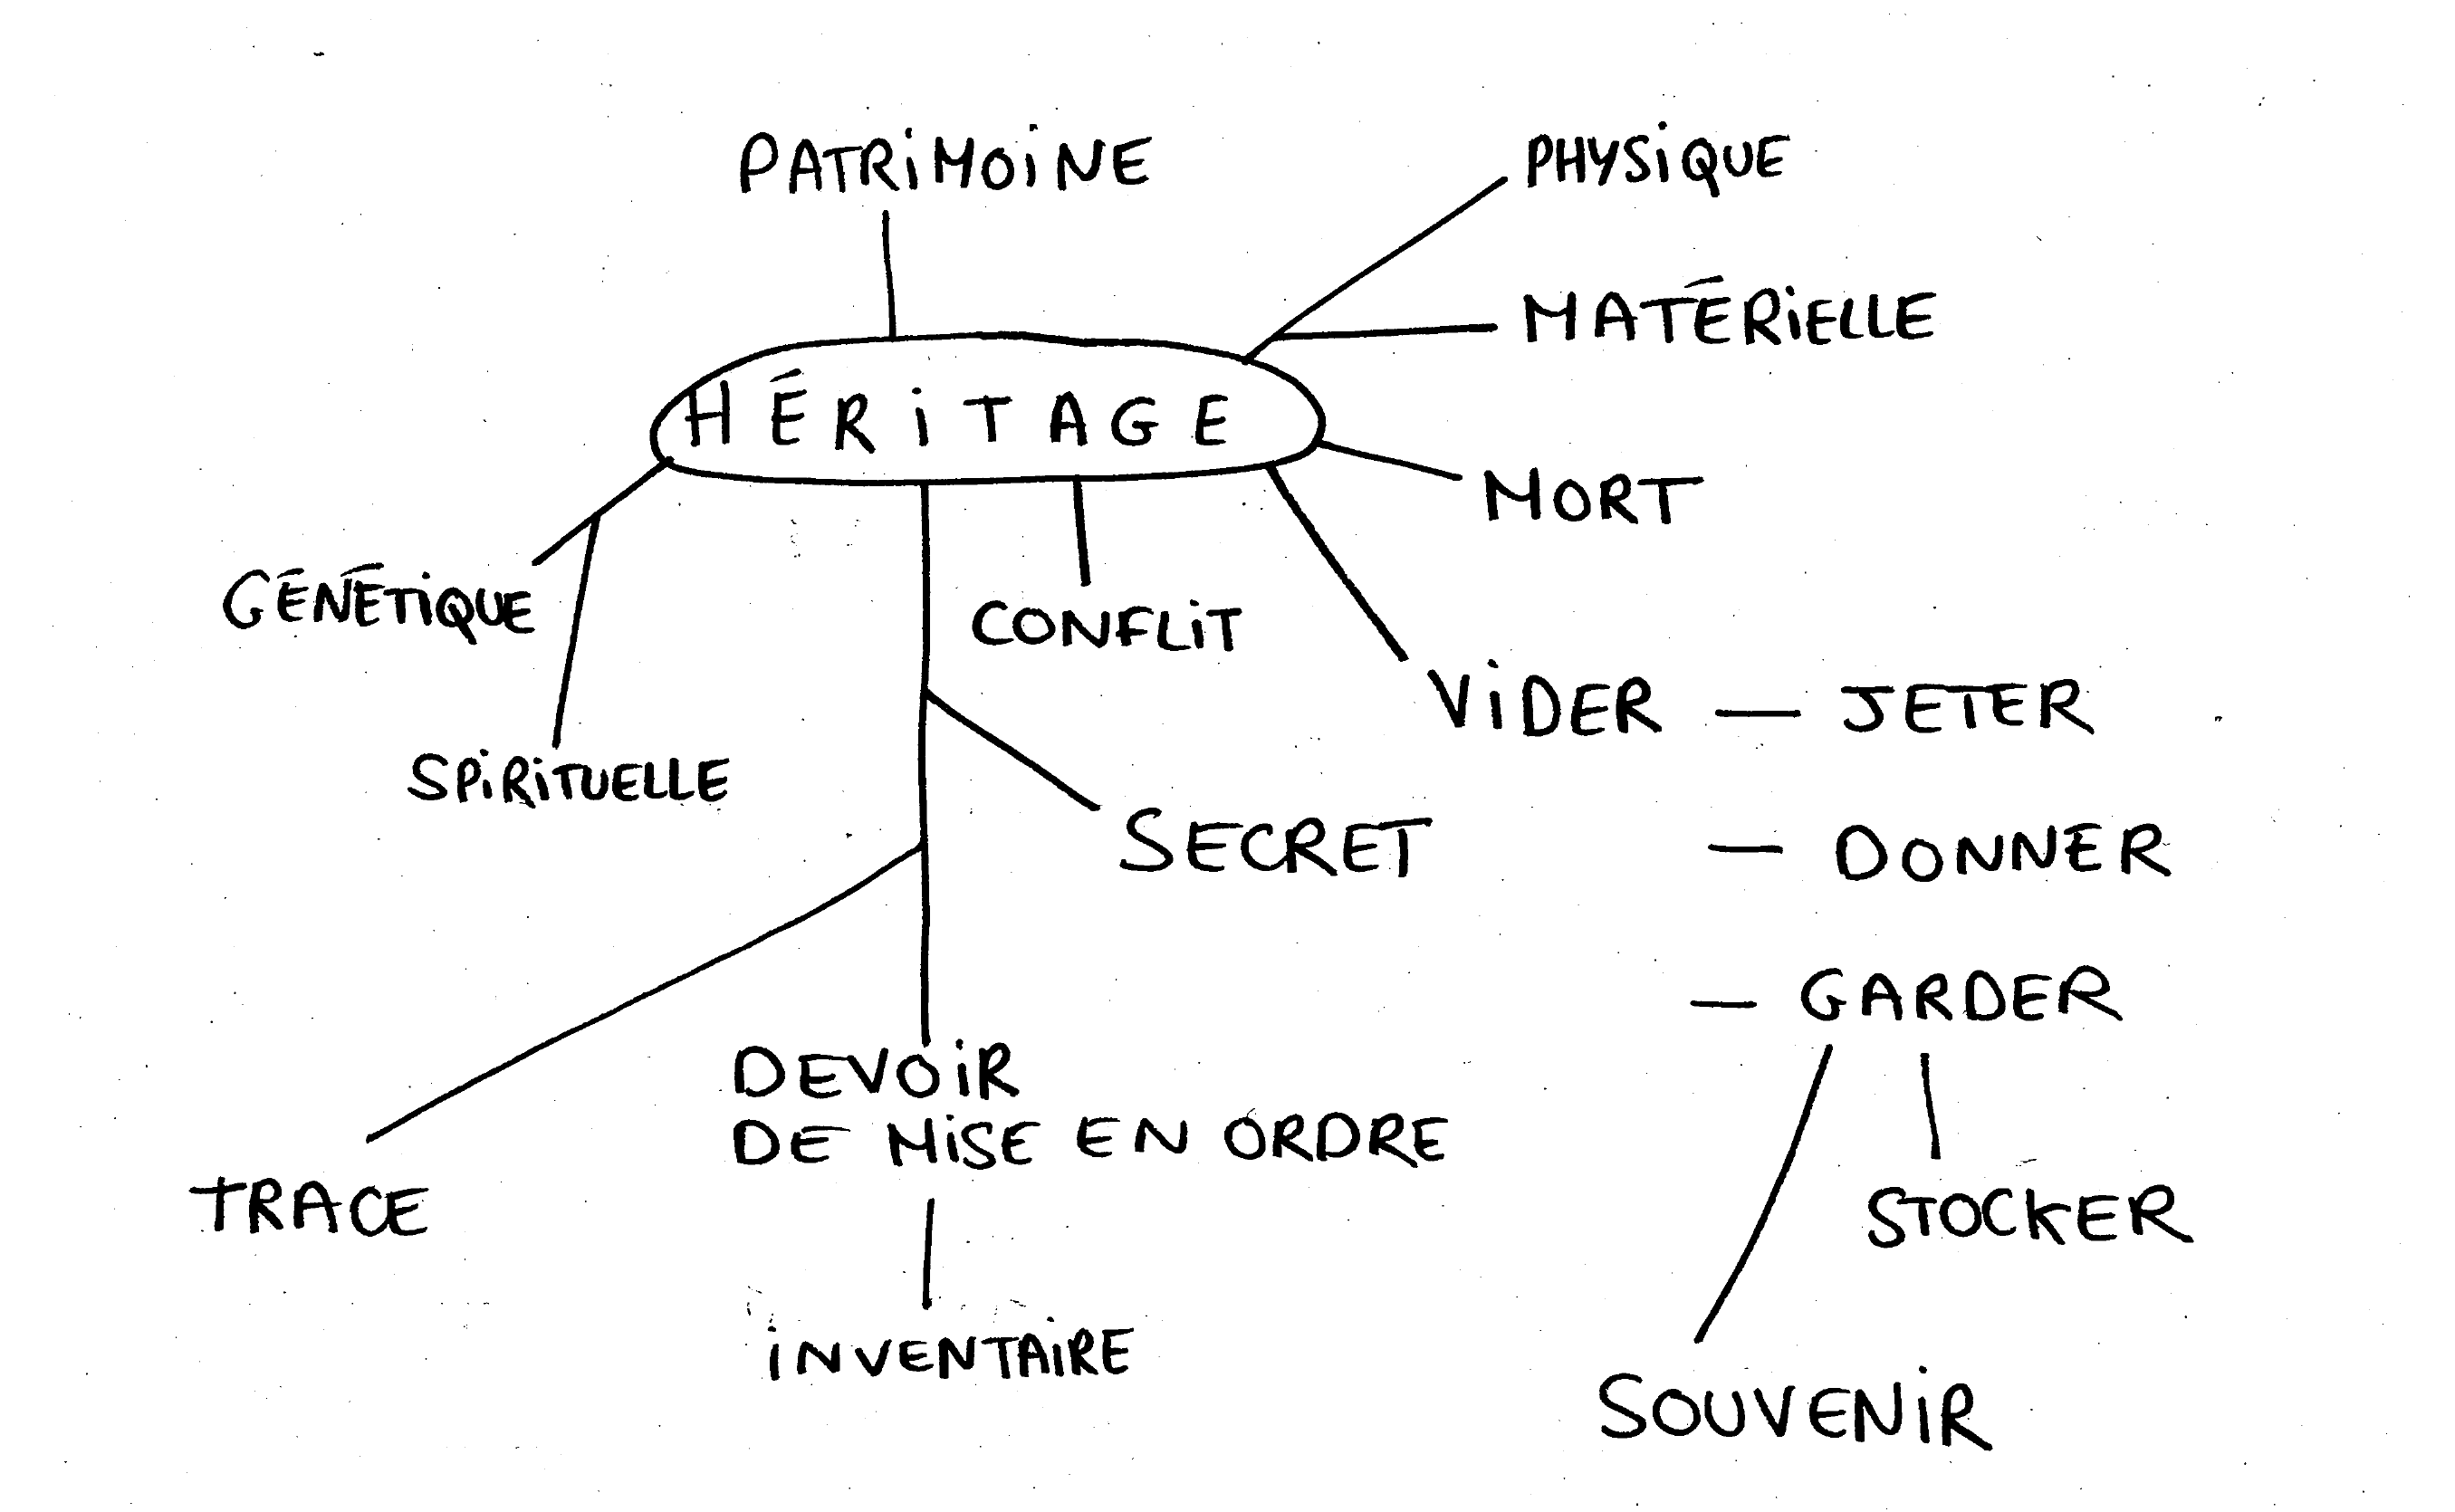 PATRiMOiNE
PHYSiQUE
MATÉRiELLE
HÉRiTAGE
MORT
GÉNÉTiQUE
CONFLiT
ViDER — JETER
SPiRiTUELLE
SECRET
— DONNER
— GARDER
DEVOiR
DE MiSE EN ORDRE
TRACE
STOCKER
iNVENTAiRE
SOUVENiR